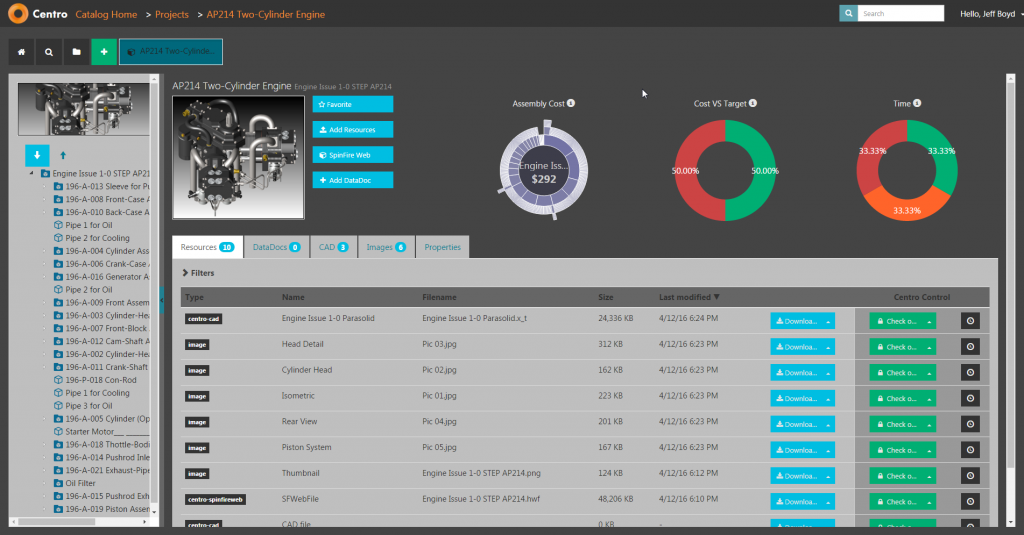 Centro Catalog Home > Projects > AP214 Two-Cylinder Engine
Search
Hello, Jeff Boyd
AP214 Two-Cylinde...
Engine Issue 1-0 STEP AP21
196-A-013 Sleeve for Pu
196-A-008 Front-Case A
196-A-010 Back-Case A
Pipe 1 for Oil
Pipe 2 for Cooling
196-A-004 Cylinder Ass
196-A-006 Crank-Case A
196-A-016 Generator As
Pipe 2 for Oil
196-A-009 Front Assem
196-A-003 Cylinder-Hea
196-A-007 Front-Block A
196-A-012 Cam-Shaft A
196-A-002 Cylinder-Hea
196-A-011 Crank-Shaft
196-P-018 Con-Rod
Pipe 1 for Cooling
Pipe 3 for Oil
196-A-005 Cylinder (Op
Starter Motor___ ______
196-A-018 Thottle-Bodi
196-A-014 Pushrod Inle
196-A-021 Exhaust-Pipe
Oil Filter
196-A-015 Pushrod Exh
196-A-019 Piston Assem
AP214 Two-Cylinder Engine Engine Issue 1-0 STEP AP214
Favorite
Add Resources
SpinFire Web
Add DataDoc
Assembly Cost
Engine Iss...
$292
Cost VS Target
50.00% 50.00%
Time
33.33% 33.33%
33.33%
Resources 10 DataDocs 0 CAD 3 Images 6 Properties
Filters
Type Name Filename Size Last modified Centro Control
centro-cad Engine Issue 1-0 Parasolid Engine Issue 1-0 Parasolid.x_t 24,336 KB 4/12/16 6:24 PM Downloa... Check o...
image Head Detail Pic 03.jpg 312 KB 4/12/16 6:23 PM Downloa... Check o...
image Cylinder Head Pic 02.jpg 162 KB 4/12/16 6:23 PM Downloa... Check o...
image Isometric Pic 01.jpg 223 KB 4/12/16 6:23 PM Downloa... Check o...
image Rear View Pic 04.jpg 201 KB 4/12/16 6:23 PM Downloa... Check o...
image Piston System Pic 05.jpg 167 KB 4/12/16 6:23 PM Downloa... Check o...
image Thumbnail Engine Issue 1-0 STEP AP214.png 124 KB 4/12/16 6:12 PM Downloa... Check o...
centro-spinfireweb SFWebFile Engine Issue 1-0 STEP AP214.hwf 48,206 KB 4/12/16 6:10 PM Downloa... Check o...
centro-cad CAD file 0 KB - Downloa... Check o...